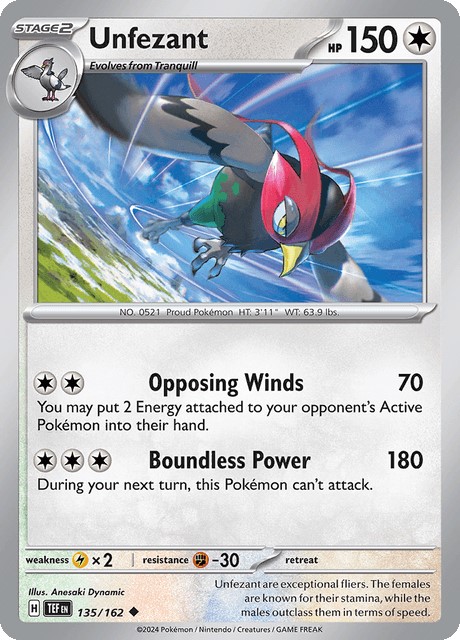 STAGE2
Unfezant
HP 150
Evolves from Tranquill
NO. 0521 Proud Pokémon HT: 3'11" WT: 63.9 lbs.
Opposing Winds 70
You may put 2 Energy attached to your opponent's Active
Pokémon into their hand.
Boundless Power 180
During your next turn, this Pokémon can't attack.
weakness ×2 resistance -30 retreat
Illus. Anesaki Dynamic
H TEF EN 135/162
Unfezant are exceptional fliers. The females
are known for their stamina, while the
males outclass them in terms of speed.
©2024 Pokémon / Nintendo / Creatures / GAME FREAK